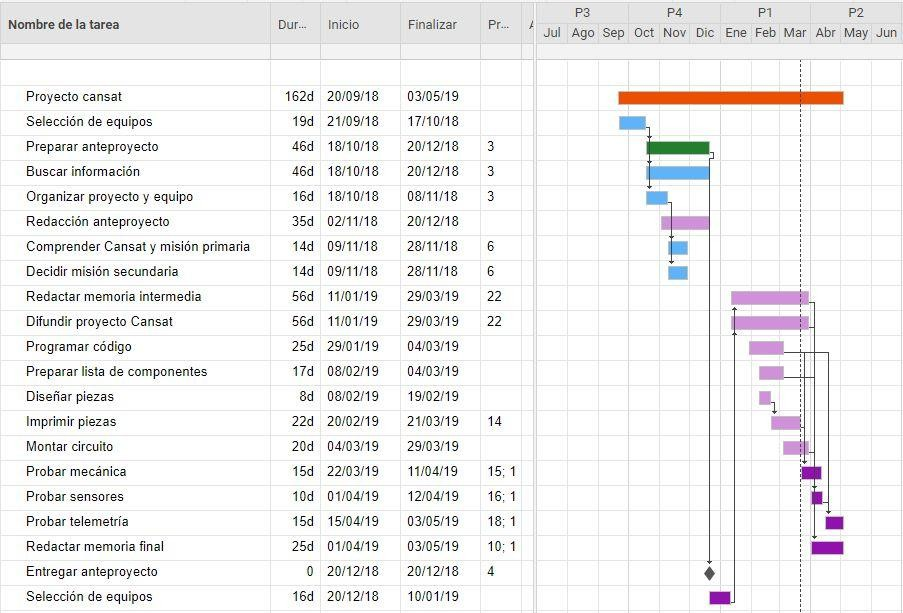 Nombre de la tarea Dur... Inicio Finalizar Pr... P3 P4 P1 P2
Jul Ago Sep Oct Nov Dic Ene Feb Mar Abr May Jun
Proyecto cansat 162d 20/09/18 03/05/19
Selección de equipos 19d 21/09/18 17/10/18
Preparar anteproyecto 46d 18/10/18 20/12/18 3
Buscar información 46d 18/10/18 20/12/18 3
Organizar proyecto y equipo 16d 18/10/18 08/11/18 3
Redacción anteproyecto 35d 02/11/18 20/12/18
Comprender Cansat y misión primaria 14d 09/11/18 28/11/18 6
Decidir misión secundaria 14d 09/11/18 28/11/18 6
Redactar memoria intermedia 56d 11/01/19 29/03/19 22
Difundir proyecto Cansat 56d 11/01/19 29/03/19 22
Programar código 25d 29/01/19 04/03/19
Preparar lista de componentes 17d 08/02/19 04/03/19
Diseñar piezas 8d 08/02/19 19/02/19
Imprimir piezas 22d 20/02/19 21/03/19 14
Montar circuito 20d 04/03/19 29/03/19
Probar mecánica 15d 22/03/19 11/04/19 15; 1
Probar sensores 10d 01/04/19 12/04/19 16; 1
Probar telemetría 15d 15/04/19 03/05/19 18; 1
Redactar memoria final 25d 01/04/19 03/05/19 10; 1
Entregar anteproyecto 0 20/12/18 20/12/18 4
Selección de equipos 16d 20/12/18 10/01/19